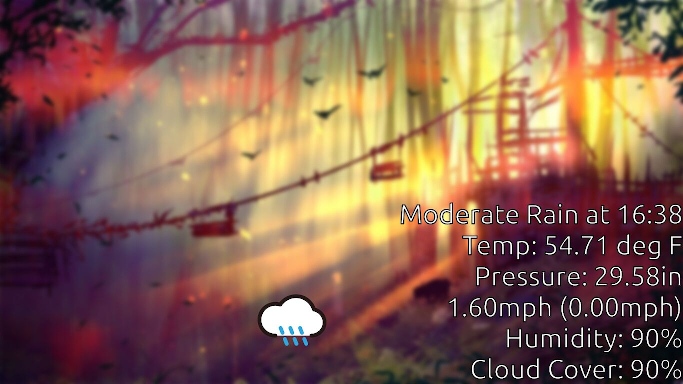 Moderate Rain at 16:38
Temp: 54.71 deg F
Pressure: 29.58in
1.60mph (0.00mph)
Humidity: 90%
Cloud Cover: 90%